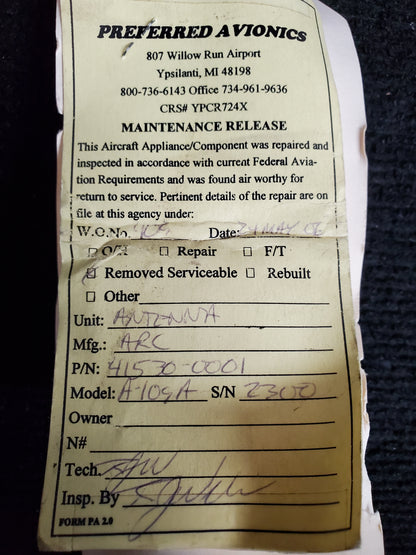 PREFERRED AVIONICS
807 Willow Run Airport
Ypsilanti, MI 48198
800-736-6143 Office 734-961-9636
CRS# YPCR724X
MAINTENANCE RELEASE
This Aircraft Appliance/Component was repaired and
inspected in accordance with current Federal Avia-
tion Requirements and was found air worthy for
return to service. Pertinent details of the repair are on
file at this agency under:
W.O.No. Date: 21 MAY 08
☐ O/H ☐ Repair ☐ F/T
☒ Removed Serviceable ☐ Rebuilt
☐ Other
Unit: ANTENNA
Mfg.: ARC
P/N: 41530-0001
Model: A109A S/N 2300
Owner
N#
Tech.
Insp. By
FORM PA 2.0